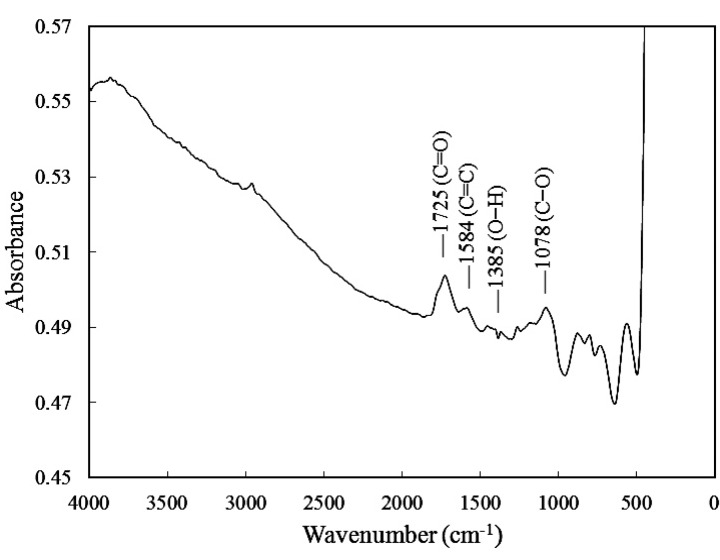 0.57
0.55
0.53
0.51
0.49
0.47
0.45
Absorbance
1725 (C=O)
1584 (C=C)
1385 (O−H)
1078 (C−O)
4000 3500 3000 2500 2000 1500 1000 500 0
Wavenumber (cm⁻¹)